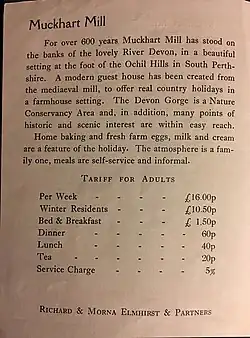 Muckhart Mill
For over 600 years Muckhart Mill has stood
on the banks of the lovely River Devon, in a beautiful
setting at the foot of the Ochil Hills in South Perth-
shire. A modern guest house has been created from
the mediaeval mill, to offer real country holidays in
a farmhouse setting. The Devon Gorge is a Nature
Conservancy Area and, in addition, many points of
historic and scenic interest are within easy reach.
Home baking and fresh farm eggs, milk and cream
are a feature of the holiday. The atmosphere is a fam-
ily one, meals are self-service and informal.
TARIFF FOR ADULTS
Per Week - - - - £16.00p
Winter Residents - - - £10.50p
Bed & Breakfast - - - £ 1.50p
Dinner - - - - 60p
Lunch - - - - 40p
Tea - - - - 20p
Service Charge - - - 5%
RICHARD & MORNA ELMHIRST & PARTNERS